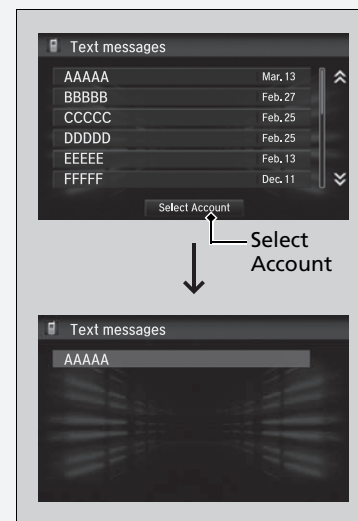 Text messages
AAAAA Mar. 13
BBBBB Feb. 27
CCCCC Feb. 25
DDDDD Feb. 25
EEEEE Feb. 13
FFFFF Dec. 11
Select Account
Select
Account
Text messages
AAAAA